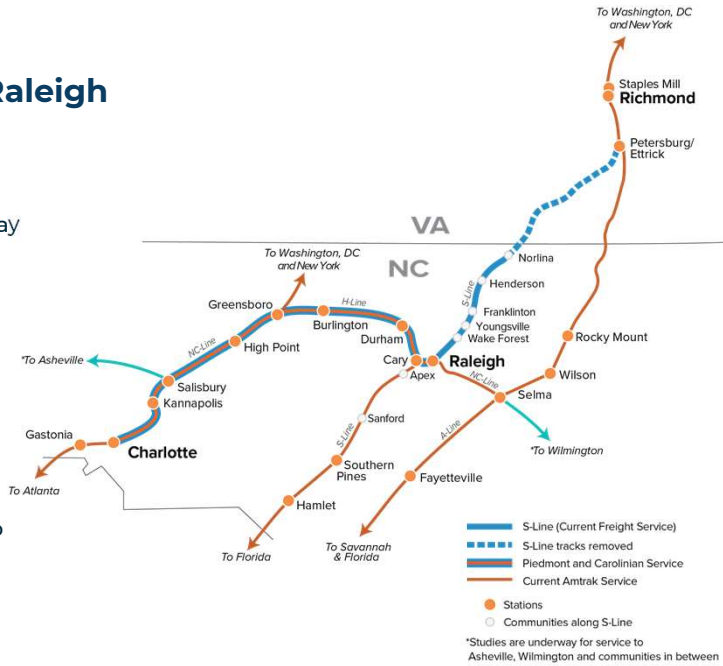 To Washington, DC
and New York
Raleigh
Staples Mill
Richmond
Petersburg/
Ettrick
VA
To Washington, DC
and New York
NC
Norlina
Henderson
S-Line
Greensboro
H-Line
Franklinton
Burlington
Youngsville
Durham
Wake Forest
Rocky Mount
NC-Line
High Point
Cary
Raleigh
*To Asheville
Apex
NC-Line
Wilson
Salisbury
Selma
Kannapolis
Sanford
Gastonia
S-Line
A-Line
Charlotte
*To Wilmington
Southern
Pines
Fayetteville
To Atlanta
Hamlet
To Florida
To Savannah
& Florida
S-Line (Current Freight Service)
S-Line tracks removed
Piedmont and Carolinian Service
Current Amtrak Service
Stations
Communities along S-Line
*Studies are underway for service to
Asheville, Wilmington and communities in between